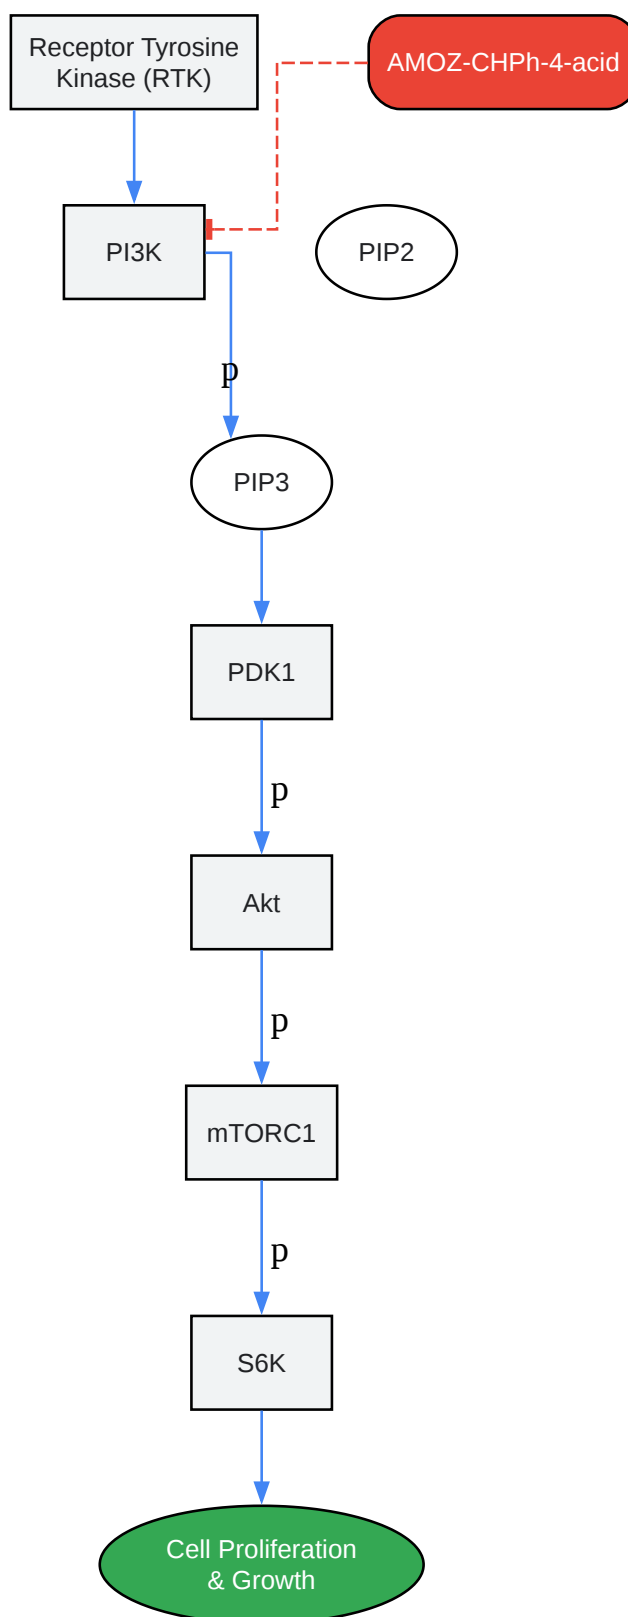 Receptor Tyrosine
Kinase (RTK)
AMOZ-CHPh-4-acid
PI3K
PIP2
p
PIP3
PDK1
p
Akt
p
mTORC1
p
S6K
Cell Proliferation
& Growth